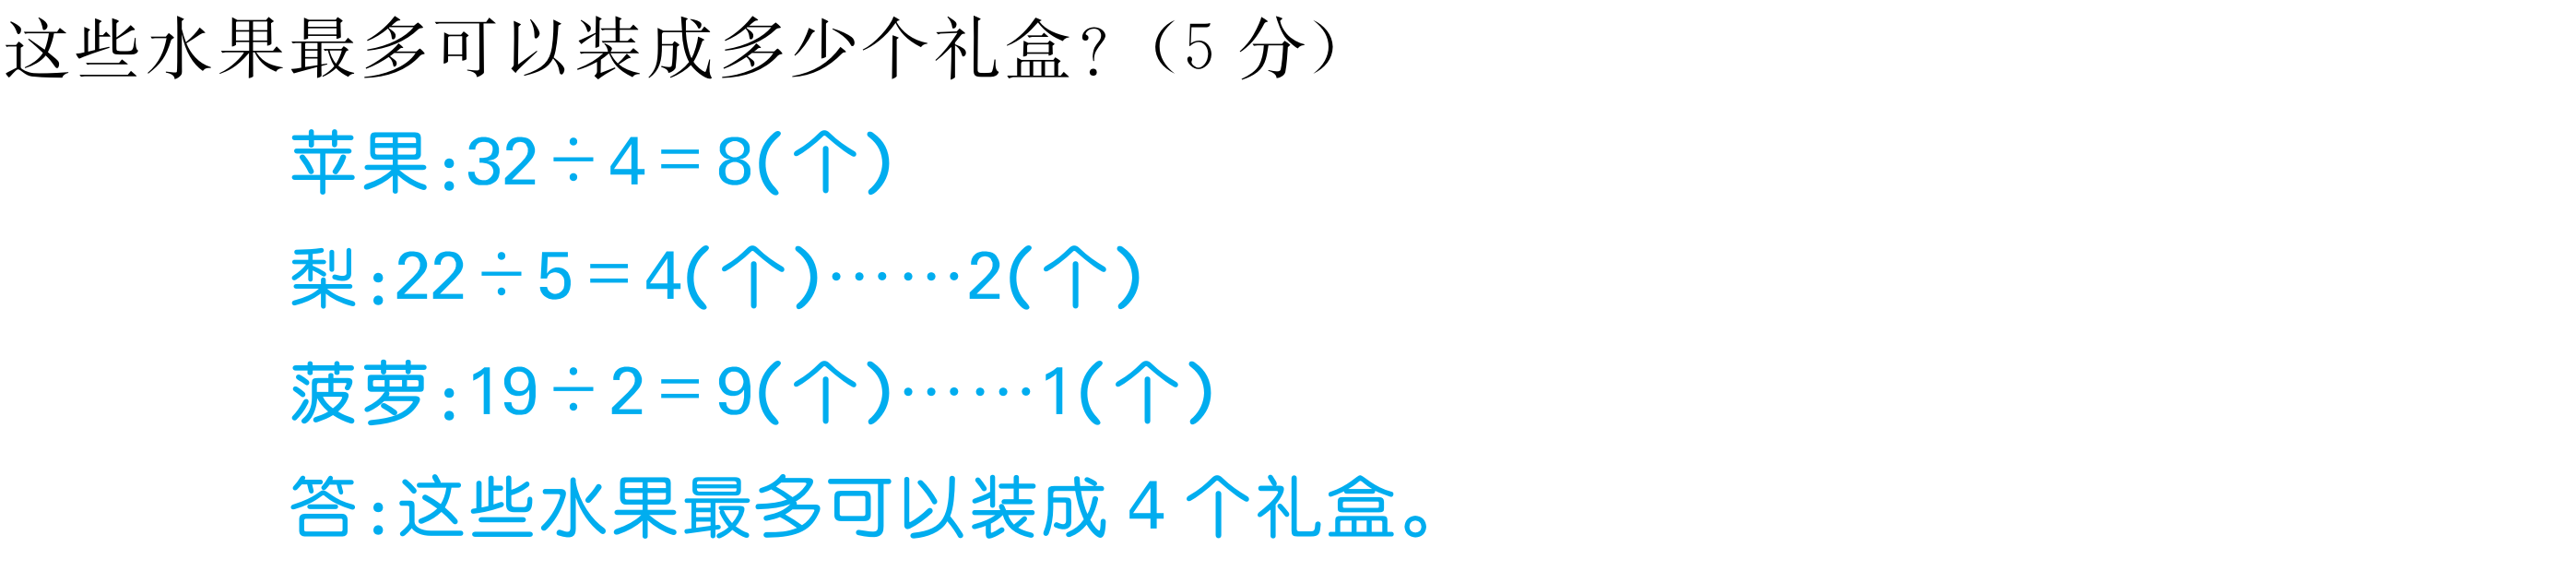 这些水果最多可以装成多少个礼盒？（5 分）
苹果:32÷4=8(个)
梨:22÷5=4(个)······2(个)
菠萝:19÷2=9(个)······1(个)
答:这些水果最多可以装成 4 个礼盒。